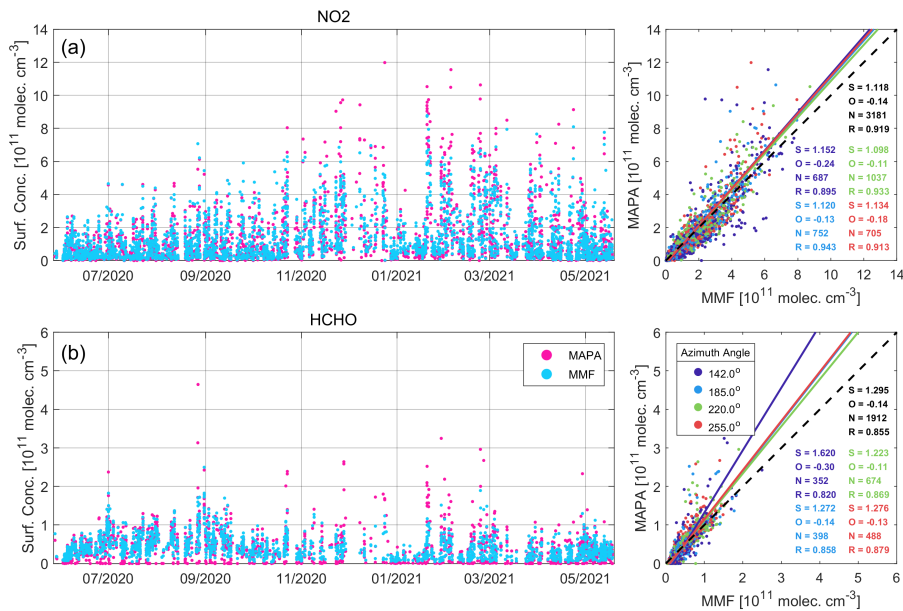 NO2
(a)
Surf. Conc. [10^11 molec. cm^-3]
14
12
10
8
6
4
2
0
07/2020 09/2020 11/2020 01/2021 03/2021 05/2021
MAPA [10^11 molec. cm^-3]
14
12
10
8
6
4
2
0
S = 1.118
O = -0.14
N = 3181
R = 0.919
S = 1.152
O = -0.24
N = 687
R = 0.895
S = 1.098
O = -0.11
N = 1037
R = 0.933
S = 1.120
O = -0.13
N = 752
R = 0.943
S = 1.134
O = -0.18
N = 705
R = 0.913
0 2 4 6 8 10 12 14
MMF [10^11 molec. cm^-3]
HCHO
(b)
Surf. Conc. [10^11 molec. cm^-3]
6
5
4
3
2
1
0
MAPA
MMF
07/2020 09/2020 11/2020 01/2021 03/2021 05/2021
MAPA [10^11 molec. cm^-3]
6
5
4
3
2
1
0
Azimuth Angle
142.0°
185.0°
220.0°
255.0°
S = 1.295
O = -0.14
N = 1912
R = 0.855
S = 1.620
O = -0.30
N = 352
R = 0.820
S = 1.223
O = -0.11
N = 674
R = 0.869
S = 1.272
O = -0.14
N = 398
R = 0.858
S = 1.276
O = -0.13
N = 488
R = 0.879
0 1 2 3 4 5 6
MMF [10^11 molec. cm^-3]